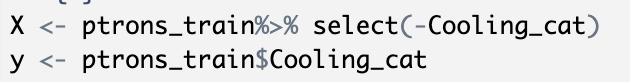 X <- ptrons_train%>% select(-Cooling_cat)
y <- ptrons_train$Cooling_cat